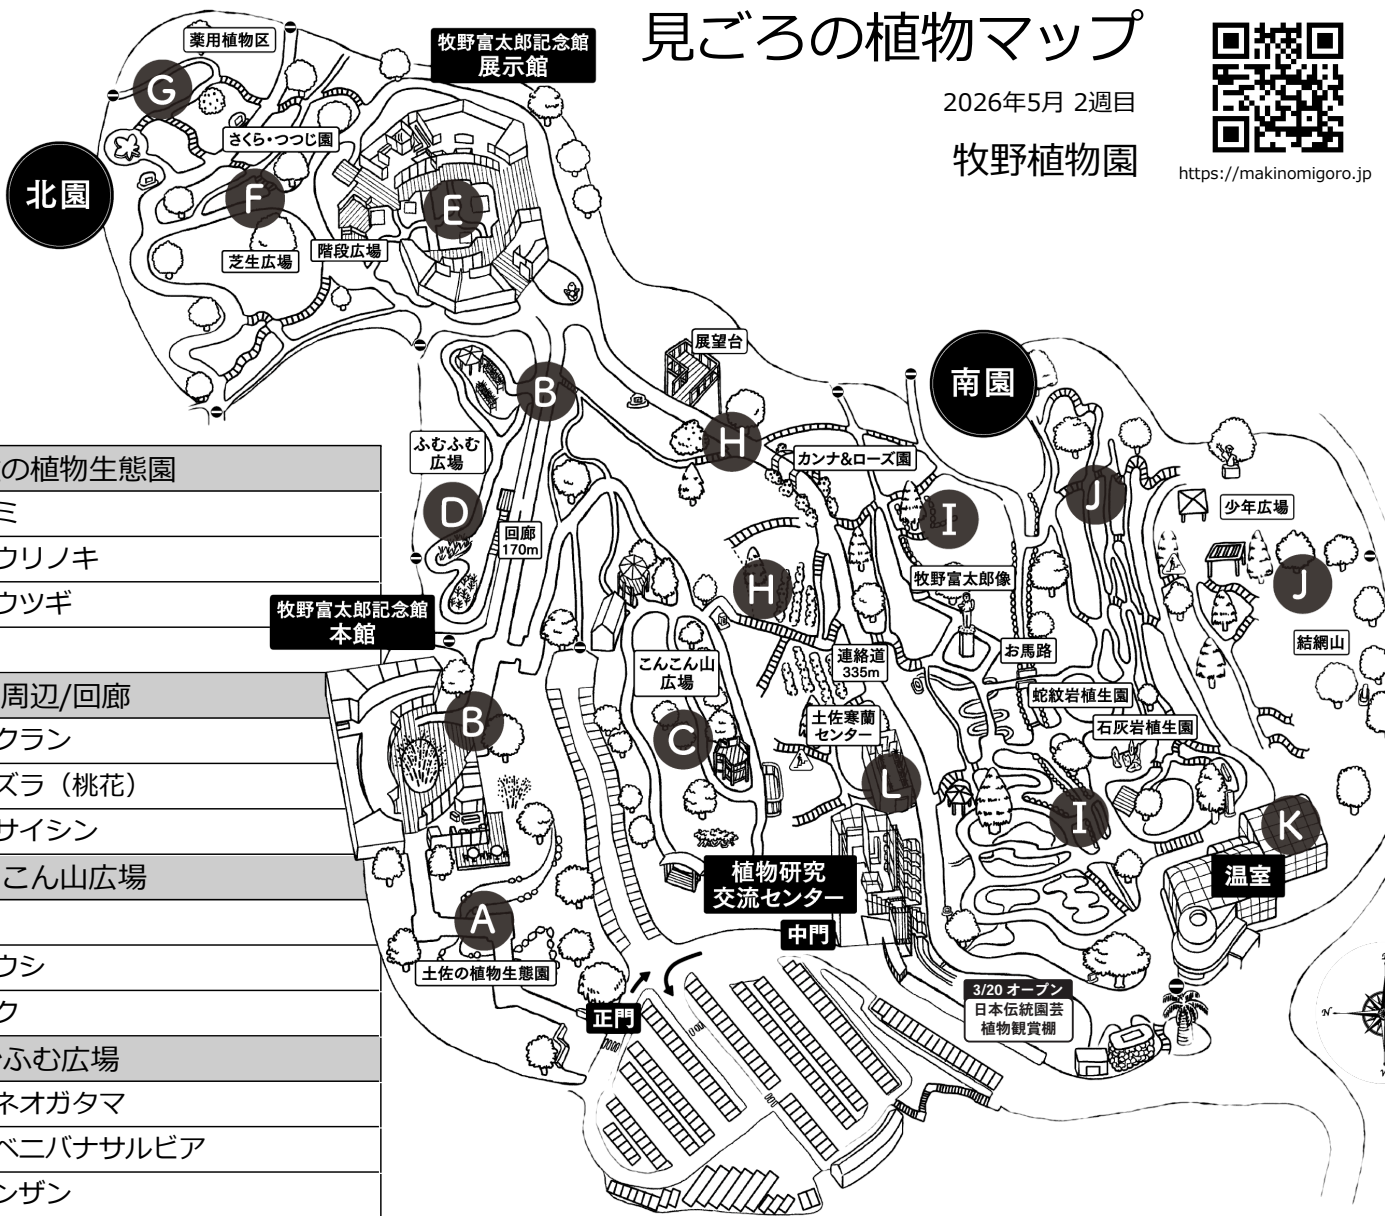 見ごろの植物マップ
2026年5月 2週目
牧野植物園
https://makinomigoro.jp
薬用植物区
牧野富太郎記念館
展示館
G
さくら・つつじ園
北園
F
E
芝生広場
階段広場
展望台
南園
B
H
ふむふむ
広場
カンナ&ローズ園
D
I
J
少年広場
回廊
170m
牧野富太郎像
H
J
牧野富太郎記念館
本館
結網山
こんこん山
広場
連絡道
335m
お馬路
蛇紋岩植生園
B
C
土佐寒蘭
センター
石灰岩植生園
L
I
K
植物研究
交流センター
温室
A
中門
土佐の植物生態園
正門
3/20 オープン
日本伝統園芸
植物観賞棚
N
の植物生態園
ミ
ウリノキ
ウツギ
周辺/回廊
クラン
ズラ（桃花）
サイシン
こん山広場
ウシ
ク
ふむ広場
ネオガタマ
ベニバナサルビア
ンザン